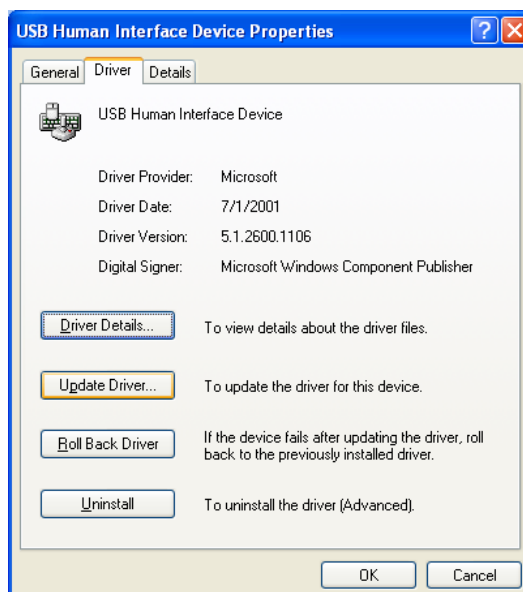 USB Human Interface Device Properties
General Driver Details
USB Human Interface Device
Driver Provider: Microsoft
Driver Date: 7/1/2001
Driver Version: 5.1.2600.1106
Digital Signer: Microsoft Windows Component Publisher
Driver Details... To view details about the driver files.
Update Driver... To update the driver for this device.
Roll Back Driver If the device fails after updating the driver, roll
back to the previously installed driver.
Uninstall To uninstall the driver (Advanced).
OK Cancel